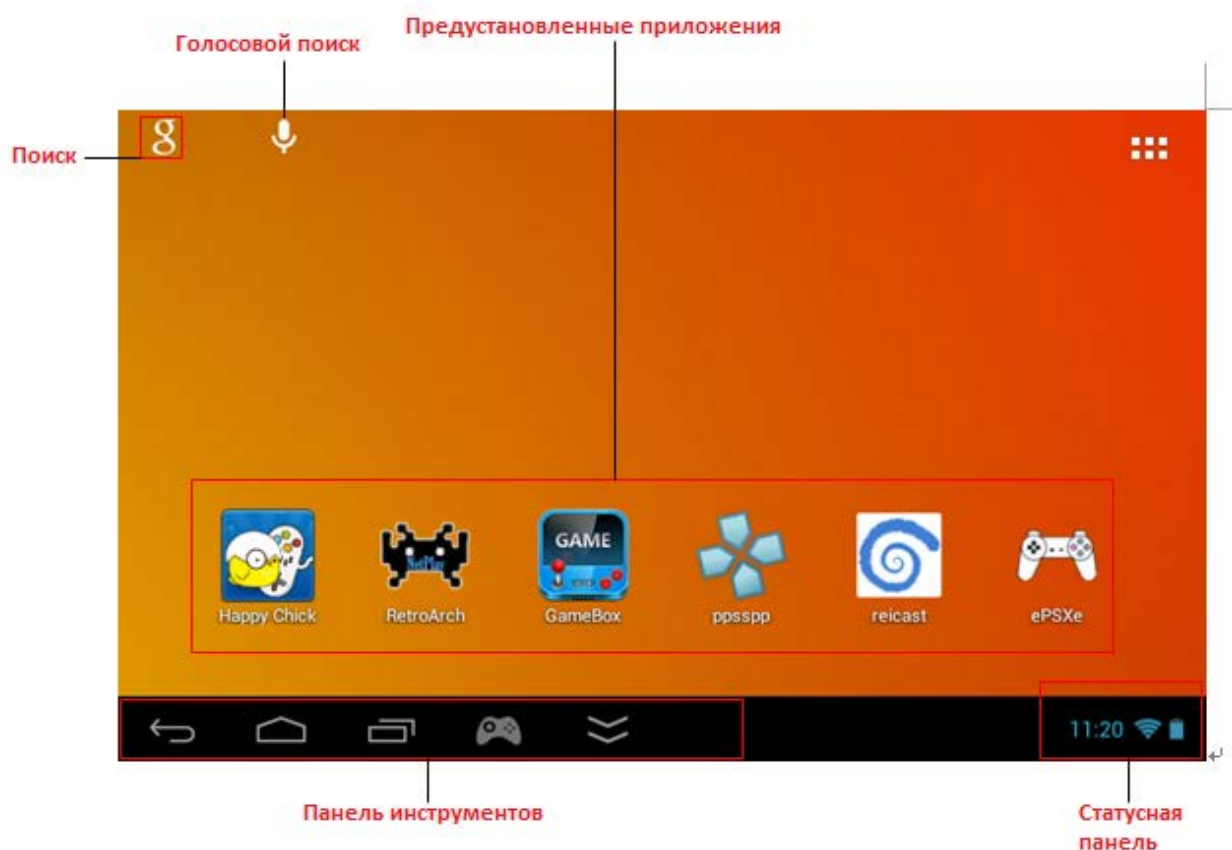 Предустановленные приложения
Голосовой поиск
Поиск
g
GAME
NetPlay
Happy Chick
RetroArch
GameBox
ppsspp
reicast
ePSXe
11:20
Панель инструментов
Статусная
панель